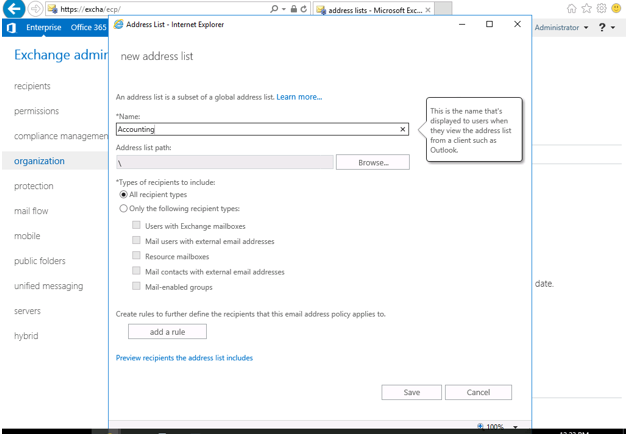 https://excha/ecp/
address lists - Microsoft Exc...
Enterprise Office 365
Administrator
?
Exchange admi
recipients
permissions
compliance managemen
organization
protection
mail flow
mobile
public folders
unified messaging
servers
hybrid
Address List - Internet Explorer
new address list
An address list is a subset of a global address list. Learn more...
*Name:
Accounting
Address list path:
\
Browse...
*Types of recipients to include:
All recipient types
Only the following recipient types:
Users with Exchange mailboxes
Mail users with external email addresses
Resource mailboxes
Mail contacts with external email addresses
Mail-enabled groups
Create rules to further define the recipients that this email address policy applies to.
add a rule
Preview recipients the address list includes
Save Cancel
100%
This is the name that's
displayed to users when
they view the address list
from a client such as
Outlook.
date.